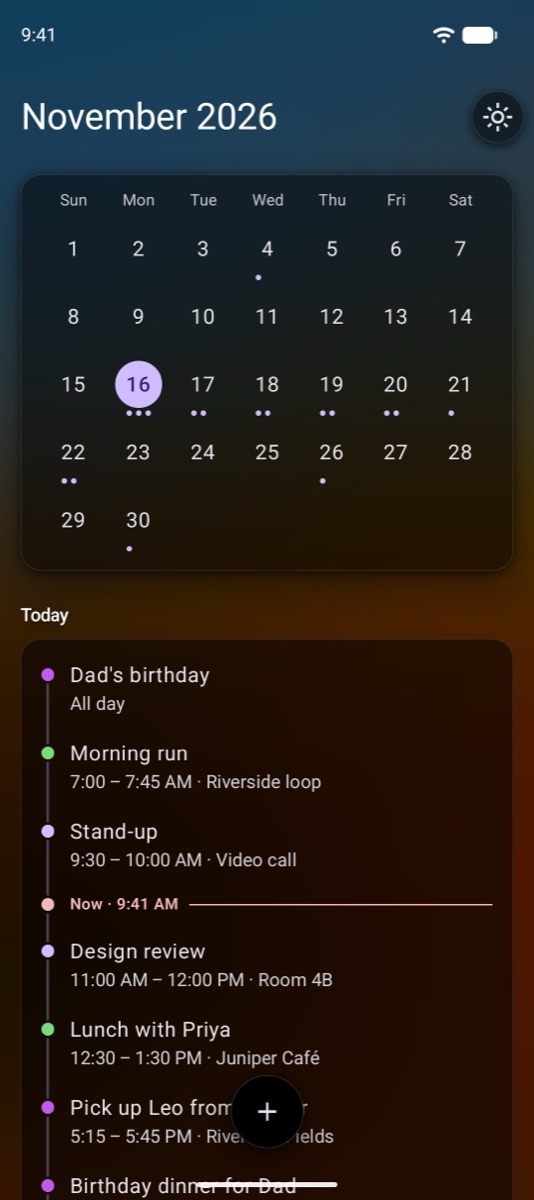 9:41
November 2026
Sun Mon Tue Wed Thu Fri Sat
1 2 3 4 5 6 7
8 9 10 11 12 13 14
15 16 17 18 19 20 21
22 23 24 25 26 27 28
29 30
Today
Dad's birthday
All day
Morning run
7:00 – 7:45 AM · Riverside loop
Stand-up
9:30 – 10:00 AM · Video call
Now · 9:41 AM
Design review
11:00 AM – 12:00 PM · Room 4B
Lunch with Priya
12:30 – 1:30 PM · Juniper Café
Pick up Leo from
+
5:15 – 5:45 PM ·
Birthday dinner for Dad